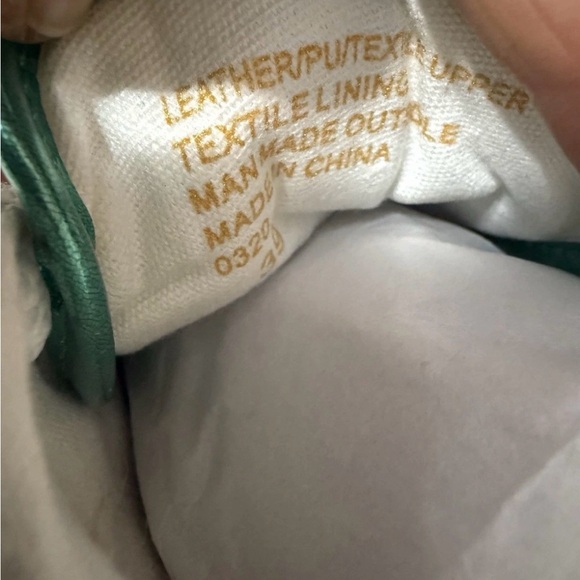 LEATHER/PU/TEXTILE UPPER
TEXTILE LINING
MAN MADE OUTSOLE
MADE IN CHINA
0320